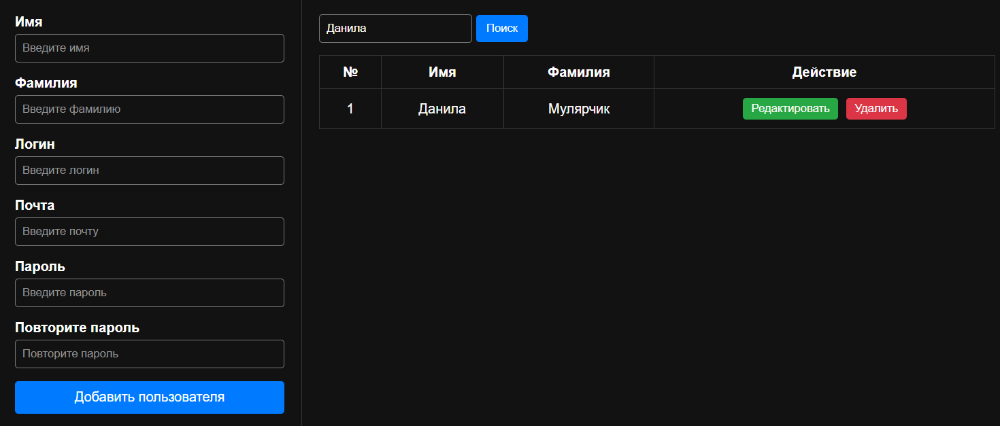 Имя
Введите имя
Фамилия
Введите фамилию
Логин
Введите логин
Почта
Введите почту
Пароль
Введите пароль
Повторите пароль
Повторите пароль
Добавить пользователя
Данила Поиск
№ Имя Фамилия Действие
1 Данила Мулярчик Редактировать Удалить